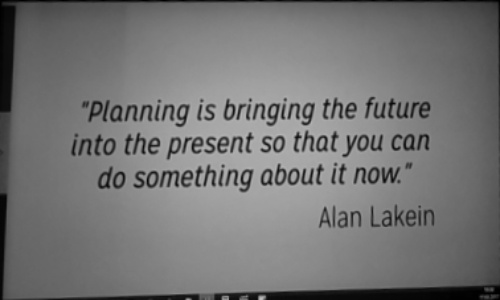 "Planning is bringing the future
into the present so that you can
do something about it now."
Alan Lakein